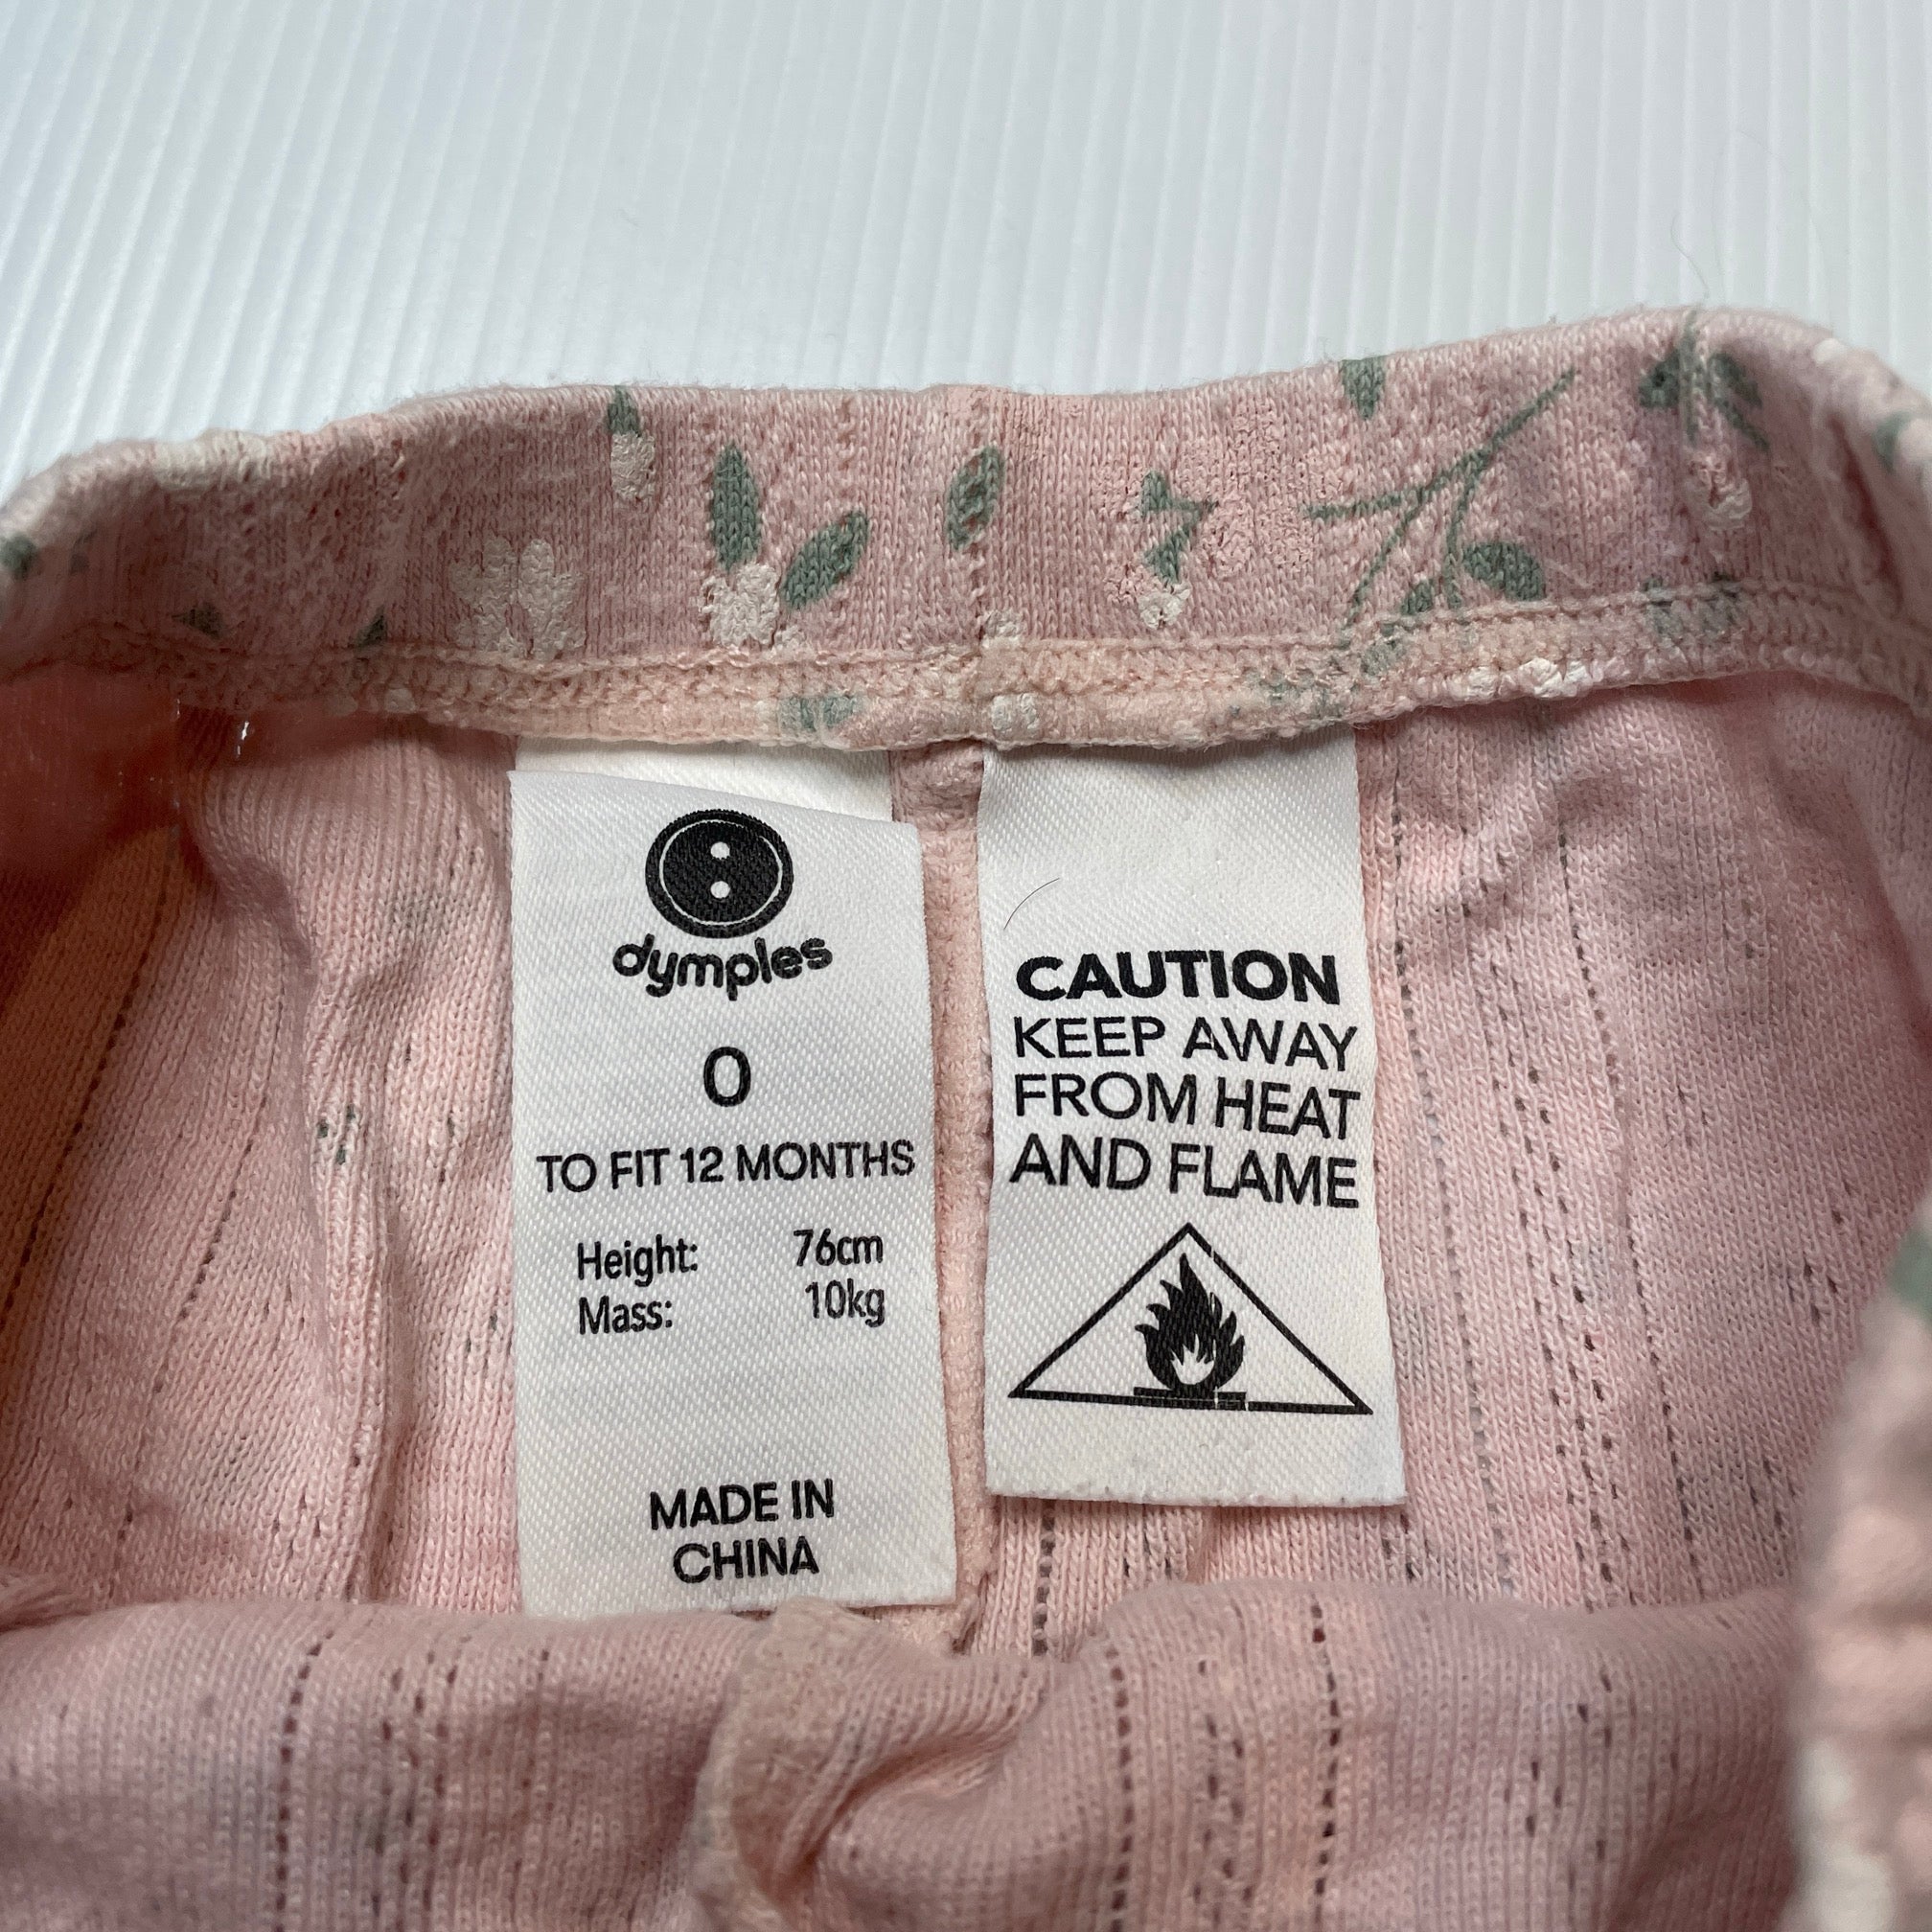 dymples
0
TO FIT 12 MONTHS
Height: 76cm
Mass: 10kg
MADE IN
CHINA
CAUTION
KEEP AWAY
FROM HEAT
AND FLAME